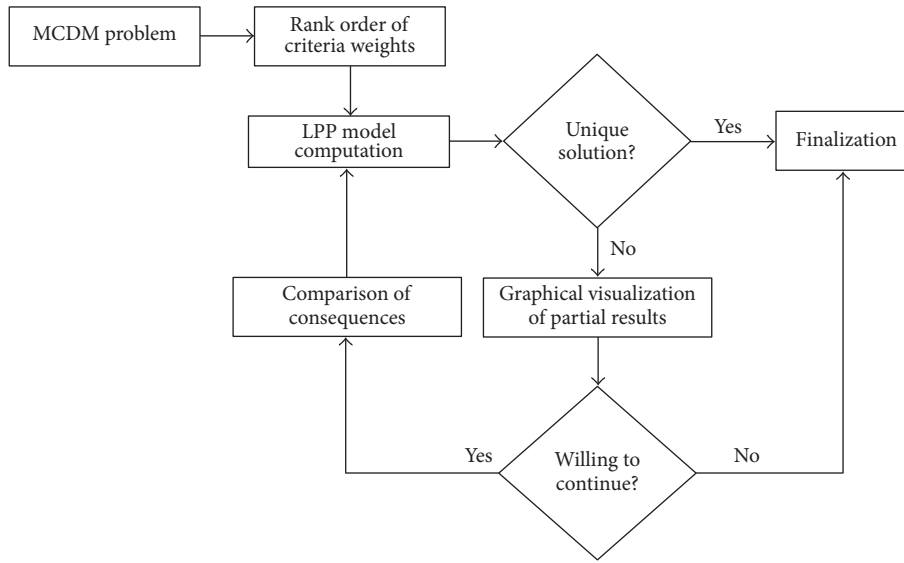 MCDM problem
Rank order of
criteria weights
LPP model
computation
Unique
solution?
Yes
Finalization
No
Comparison of
consequences
Graphical visualization
of partial results
Yes
Willing to
continue?
No